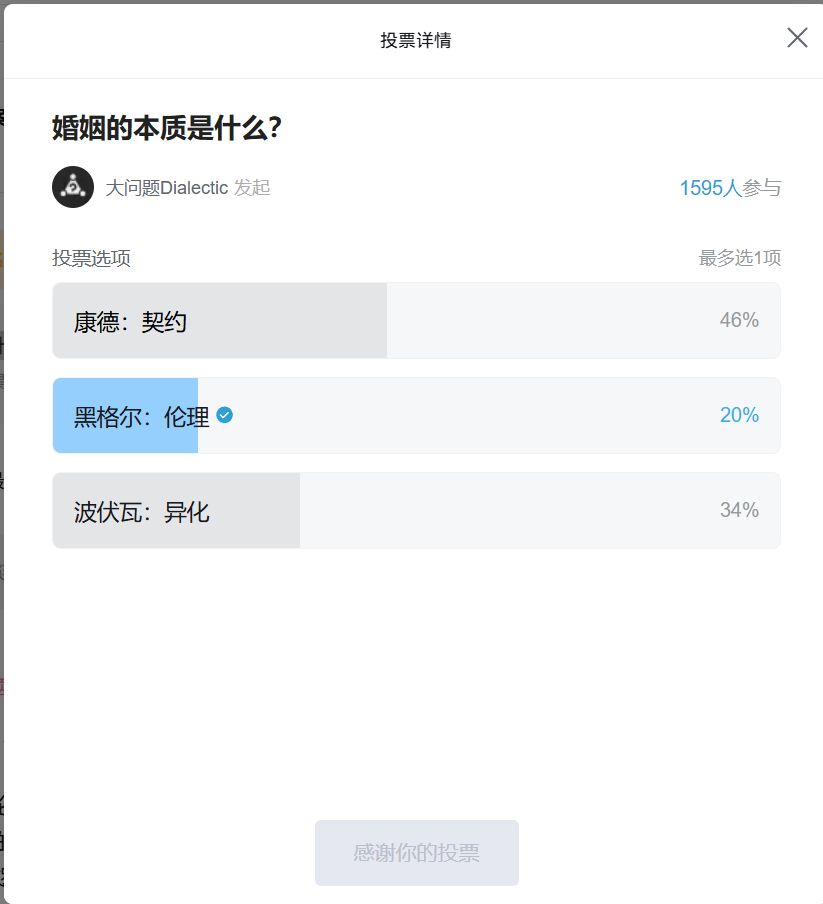 投票详情
婚姻的本质是什么?
大问题Dialectic 发起
1595人参与
投票选项
最多选1项
康德：契约
46%
黑格尔：伦理
20%
波伏瓦：异化
34%
感谢你的投票